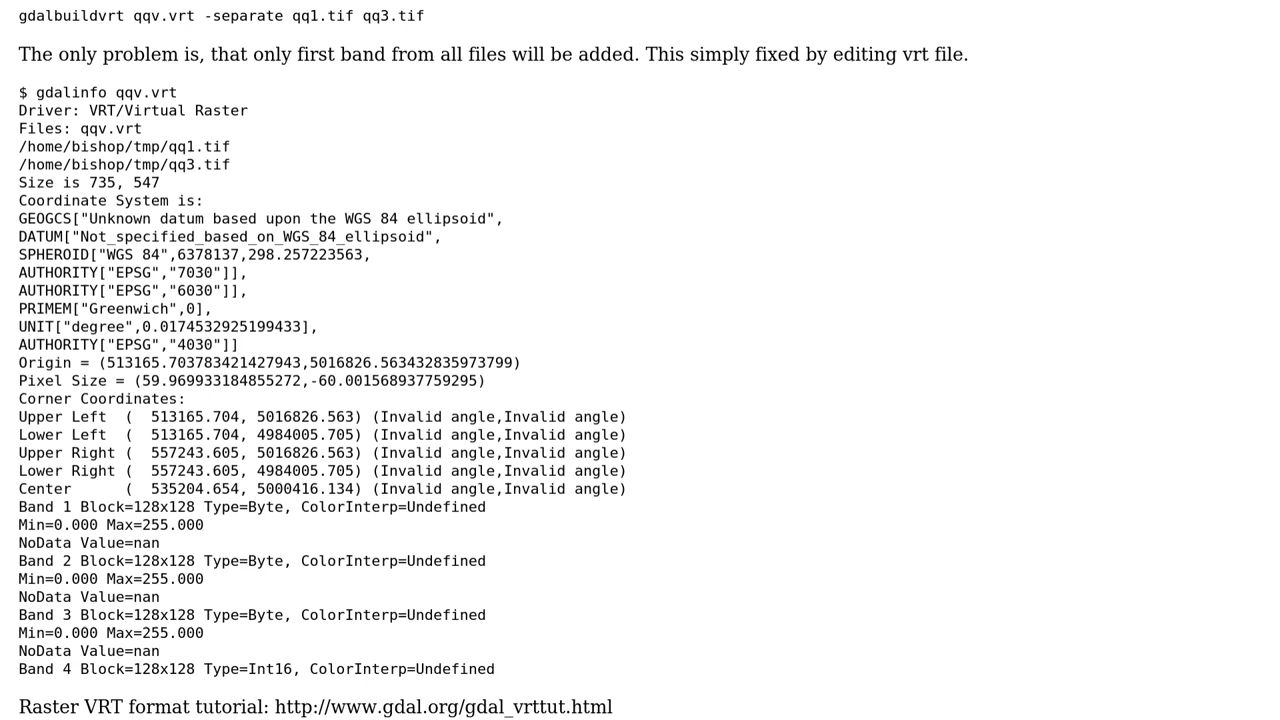 gdalbuildvrt qqv.vrt -separate qq1.tif qq3.tif
The only problem is, that only first band from all files will be added. This simply fixed by editing vrt file.
$ gdalinfo qqv.vrt
Driver: VRT/Virtual Raster
Files: qqv.vrt
/home/bishop/tmp/qq1.tif
/home/bishop/tmp/qq3.tif
Size is 735, 547
Coordinate System is:
GEOGCS["Unknown datum based upon the WGS 84 ellipsoid",
DATUM["Not_specified_based_on_WGS_84_ellipsoid",
SPHEROID["WGS 84",6378137,298.257223563,
AUTHORITY["EPSG","7030"]],
AUTHORITY["EPSG","6030"]],
PRIMEM["Greenwich",0],
UNIT["degree",0.0174532925199433],
AUTHORITY["EPSG","4030"]]
Origin = (513165.703783421427943,5016826.563432835973799)
Pixel Size = (59.969933184855272,-60.001568937759295)
Corner Coordinates:
Upper Left  (  513165.704, 5016826.563) (Invalid angle,Invalid angle)
Lower Left  (  513165.704, 4984005.705) (Invalid angle,Invalid angle)
Upper Right (  557243.605, 5016826.563) (Invalid angle,Invalid angle)
Lower Right (  557243.605, 4984005.705) (Invalid angle,Invalid angle)
Center      (  535204.654, 5000416.134) (Invalid angle,Invalid angle)
Band 1 Block=128x128 Type=Byte, ColorInterp=Undefined
Min=0.000 Max=255.000
NoData Value=nan
Band 2 Block=128x128 Type=Byte, ColorInterp=Undefined
Min=0.000 Max=255.000
NoData Value=nan
Band 3 Block=128x128 Type=Byte, ColorInterp=Undefined
Min=0.000 Max=255.000
NoData Value=nan
Band 4 Block=128x128 Type=Int16, ColorInterp=Undefined
Raster VRT format tutorial: http://www.gdal.org/gdal_vrttut.html